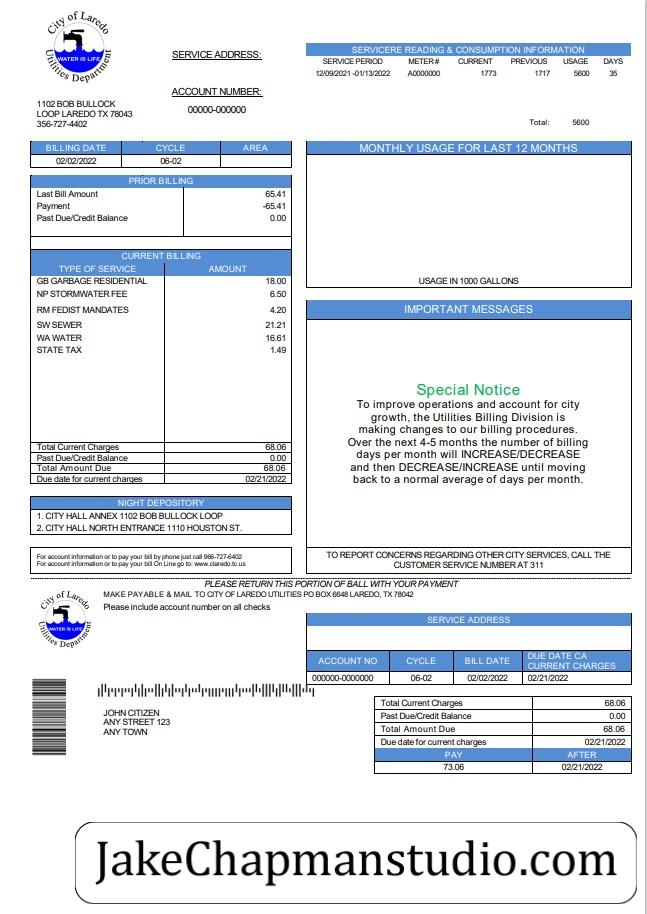 City of Laredo
WATER IS LIFE
Utilities Department
1102 BOB BULLOCK
LOOP LAREDO TX 78043
356-727-4402
SERVICE ADDRESS:
ACCOUNT NUMBER:
00000-000000
SERVICERE READING & CONSUMPTION INFORMATION
SERVICE PERIOD METER # CURRENT PREVIOUS USAGE DAYS
12/09/2021 -01/13/2022 A0000000 1773 1717 5600 35
Total: 5600
BILLING DATE CYCLE AREA
02/02/2022 06-02
PRIOR BILLING
Last Bill Amount 65.41
Payment -65.41
Past Due/Credit Balance 0.00
CURRENT BILLING
TYPE OF SERVICE AMOUNT
GB GARBAGE RESIDENTIAL 18.00
NP STORMWATER FEE 6.50
RM FEDIST MANDATES 4.20
SW SEWER 21.21
WA WATER 16.61
STATE TAX 1.49
Total Current Charges 68.06
Past Due/Credit Balance 0.00
Total Amount Due 68.06
Due date for current charges 02/21/2022
NIGHT DEPOSITORY
1. CITY HALL ANNEX 1102 BOB BULLOCK LOOP
2. CITY HALL NORTH ENTRANCE 1110 HOUSTON ST.
For account information or to pay your bill by phone just call 966-727-6402
For account information or to pay your bill On Line go to: www.claredo.tc.us
MONTHLY USAGE FOR LAST 12 MONTHS
USAGE IN 1000 GALLONS
IMPORTANT MESSAGES
Special Notice
To improve operations and account for city
growth, the Utilities Billing Division is
making changes to our billing procedures.
Over the next 4-5 months the number of billing
days per month will INCREASE/DECREASE
and then DECREASE/INCREASE until moving
back to a normal average of days per month.
TO REPORT CONCERNS REGARDING OTHER CITY SERVICES, CALL THE
CUSTOMER SERVICE NUMBER AT 311
PLEASE RETURN THIS PORTION OF BALL WITH YOUR PAYMENT
City of Laredo
WATER IS LIFE
Utilities Department
MAKE PAYABLE & MAIL TO CITY OF LAREDO UTILITIES PO BOX 6648 LAREDO, TX 78042
Please include account number on all checks
SERVICE ADDRESS
ACCOUNT NO CYCLE BILL DATE DUE DATE CA CURRENT CHARGES
000000-0000000 06-02 02/02/2022 02/21/2022
JOHN CITIZEN
ANY STREET 123
ANY TOWN
Total Current Charges 68.06
Past Due/Credit Balance 0.00
Total Amount Due 68.06
Due date for current charges 02/21/2022
PAY AFTER
73.06 02/21/2022
JakeChapmanstudio.com